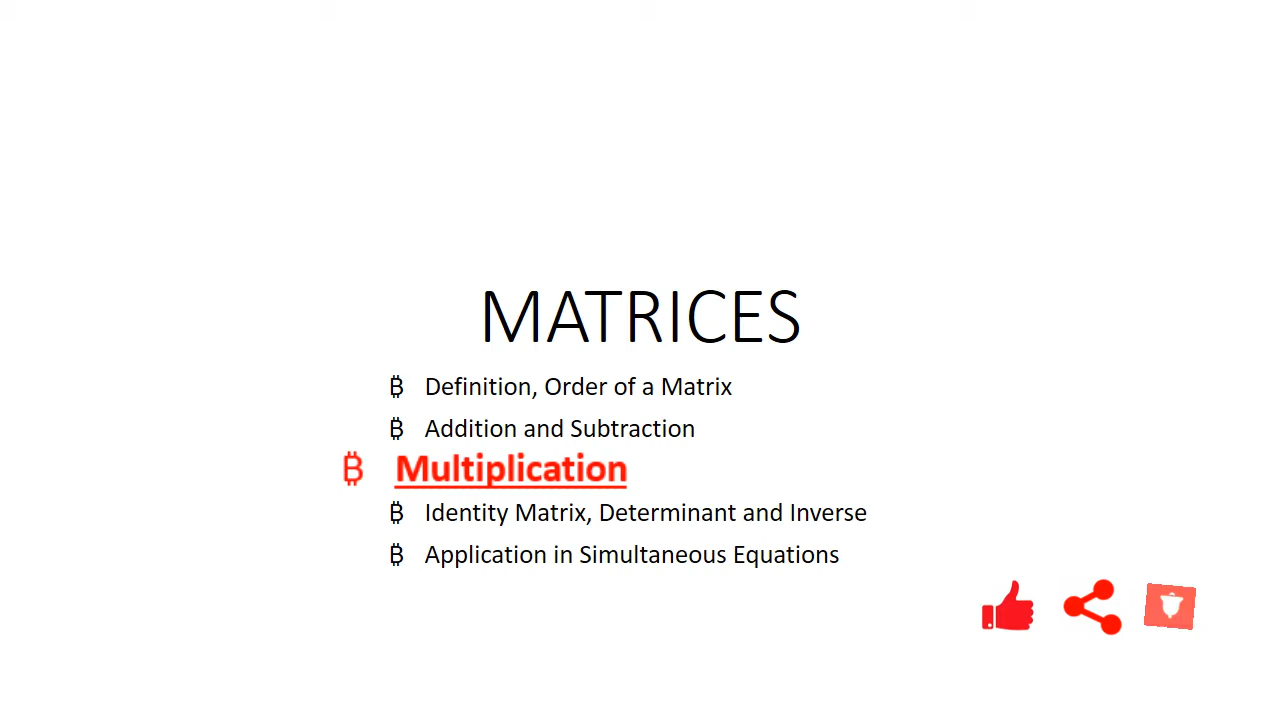 MATRICES
₿ Definition, Order of a Matrix
₿ Addition and Subtraction
₿ Multiplication
₿ Identity Matrix, Determinant and Inverse
₿ Application in Simultaneous Equations